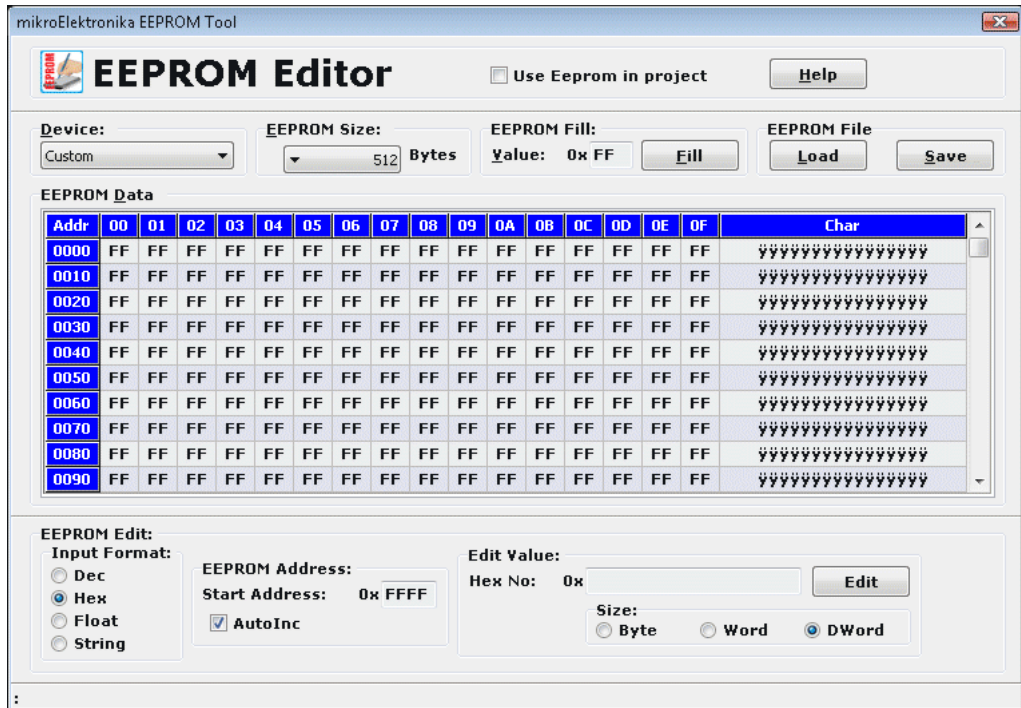 mikroElektronika EEPROM Tool
EEPROM
EEPROM Editor
Use Eeprom in project
Help
Device:
EEPROM Size:
EEPROM Fill:
EEPROM File
Custom
512 Bytes
Value: 0x FF
Fill
Load
Save
EEPROM Data
Addr 00 01 02 03 04 05 06 07 08 09 0A 0B 0C 0D 0E 0F Char
0000 FF FF FF FF FF FF FF FF FF FF FF FF FF FF FF FF ÿÿÿÿÿÿÿÿÿÿÿÿÿÿÿÿ
0010 FF FF FF FF FF FF FF FF FF FF FF FF FF FF FF FF ÿÿÿÿÿÿÿÿÿÿÿÿÿÿÿÿ
0020 FF FF FF FF FF FF FF FF FF FF FF FF FF FF FF FF ÿÿÿÿÿÿÿÿÿÿÿÿÿÿÿÿ
0030 FF FF FF FF FF FF FF FF FF FF FF FF FF FF FF FF ÿÿÿÿÿÿÿÿÿÿÿÿÿÿÿÿ
0040 FF FF FF FF FF FF FF FF FF FF FF FF FF FF FF FF ÿÿÿÿÿÿÿÿÿÿÿÿÿÿÿÿ
0050 FF FF FF FF FF FF FF FF FF FF FF FF FF FF FF FF ÿÿÿÿÿÿÿÿÿÿÿÿÿÿÿÿ
0060 FF FF FF FF FF FF FF FF FF FF FF FF FF FF FF FF ÿÿÿÿÿÿÿÿÿÿÿÿÿÿÿÿ
0070 FF FF FF FF FF FF FF FF FF FF FF FF FF FF FF FF ÿÿÿÿÿÿÿÿÿÿÿÿÿÿÿÿ
0080 FF FF FF FF FF FF FF FF FF FF FF FF FF FF FF FF ÿÿÿÿÿÿÿÿÿÿÿÿÿÿÿÿ
0090 FF FF FF FF FF FF FF FF FF FF FF FF FF FF FF FF ÿÿÿÿÿÿÿÿÿÿÿÿÿÿÿÿ
EEPROM Edit:
Input Format:
Dec
Hex
Float
String
EEPROM Address:
Start Address: 0x FFFF
AutoInc
Edit Value:
Hex No: 0x
Edit
Size:
Byte
Word
DWord
: